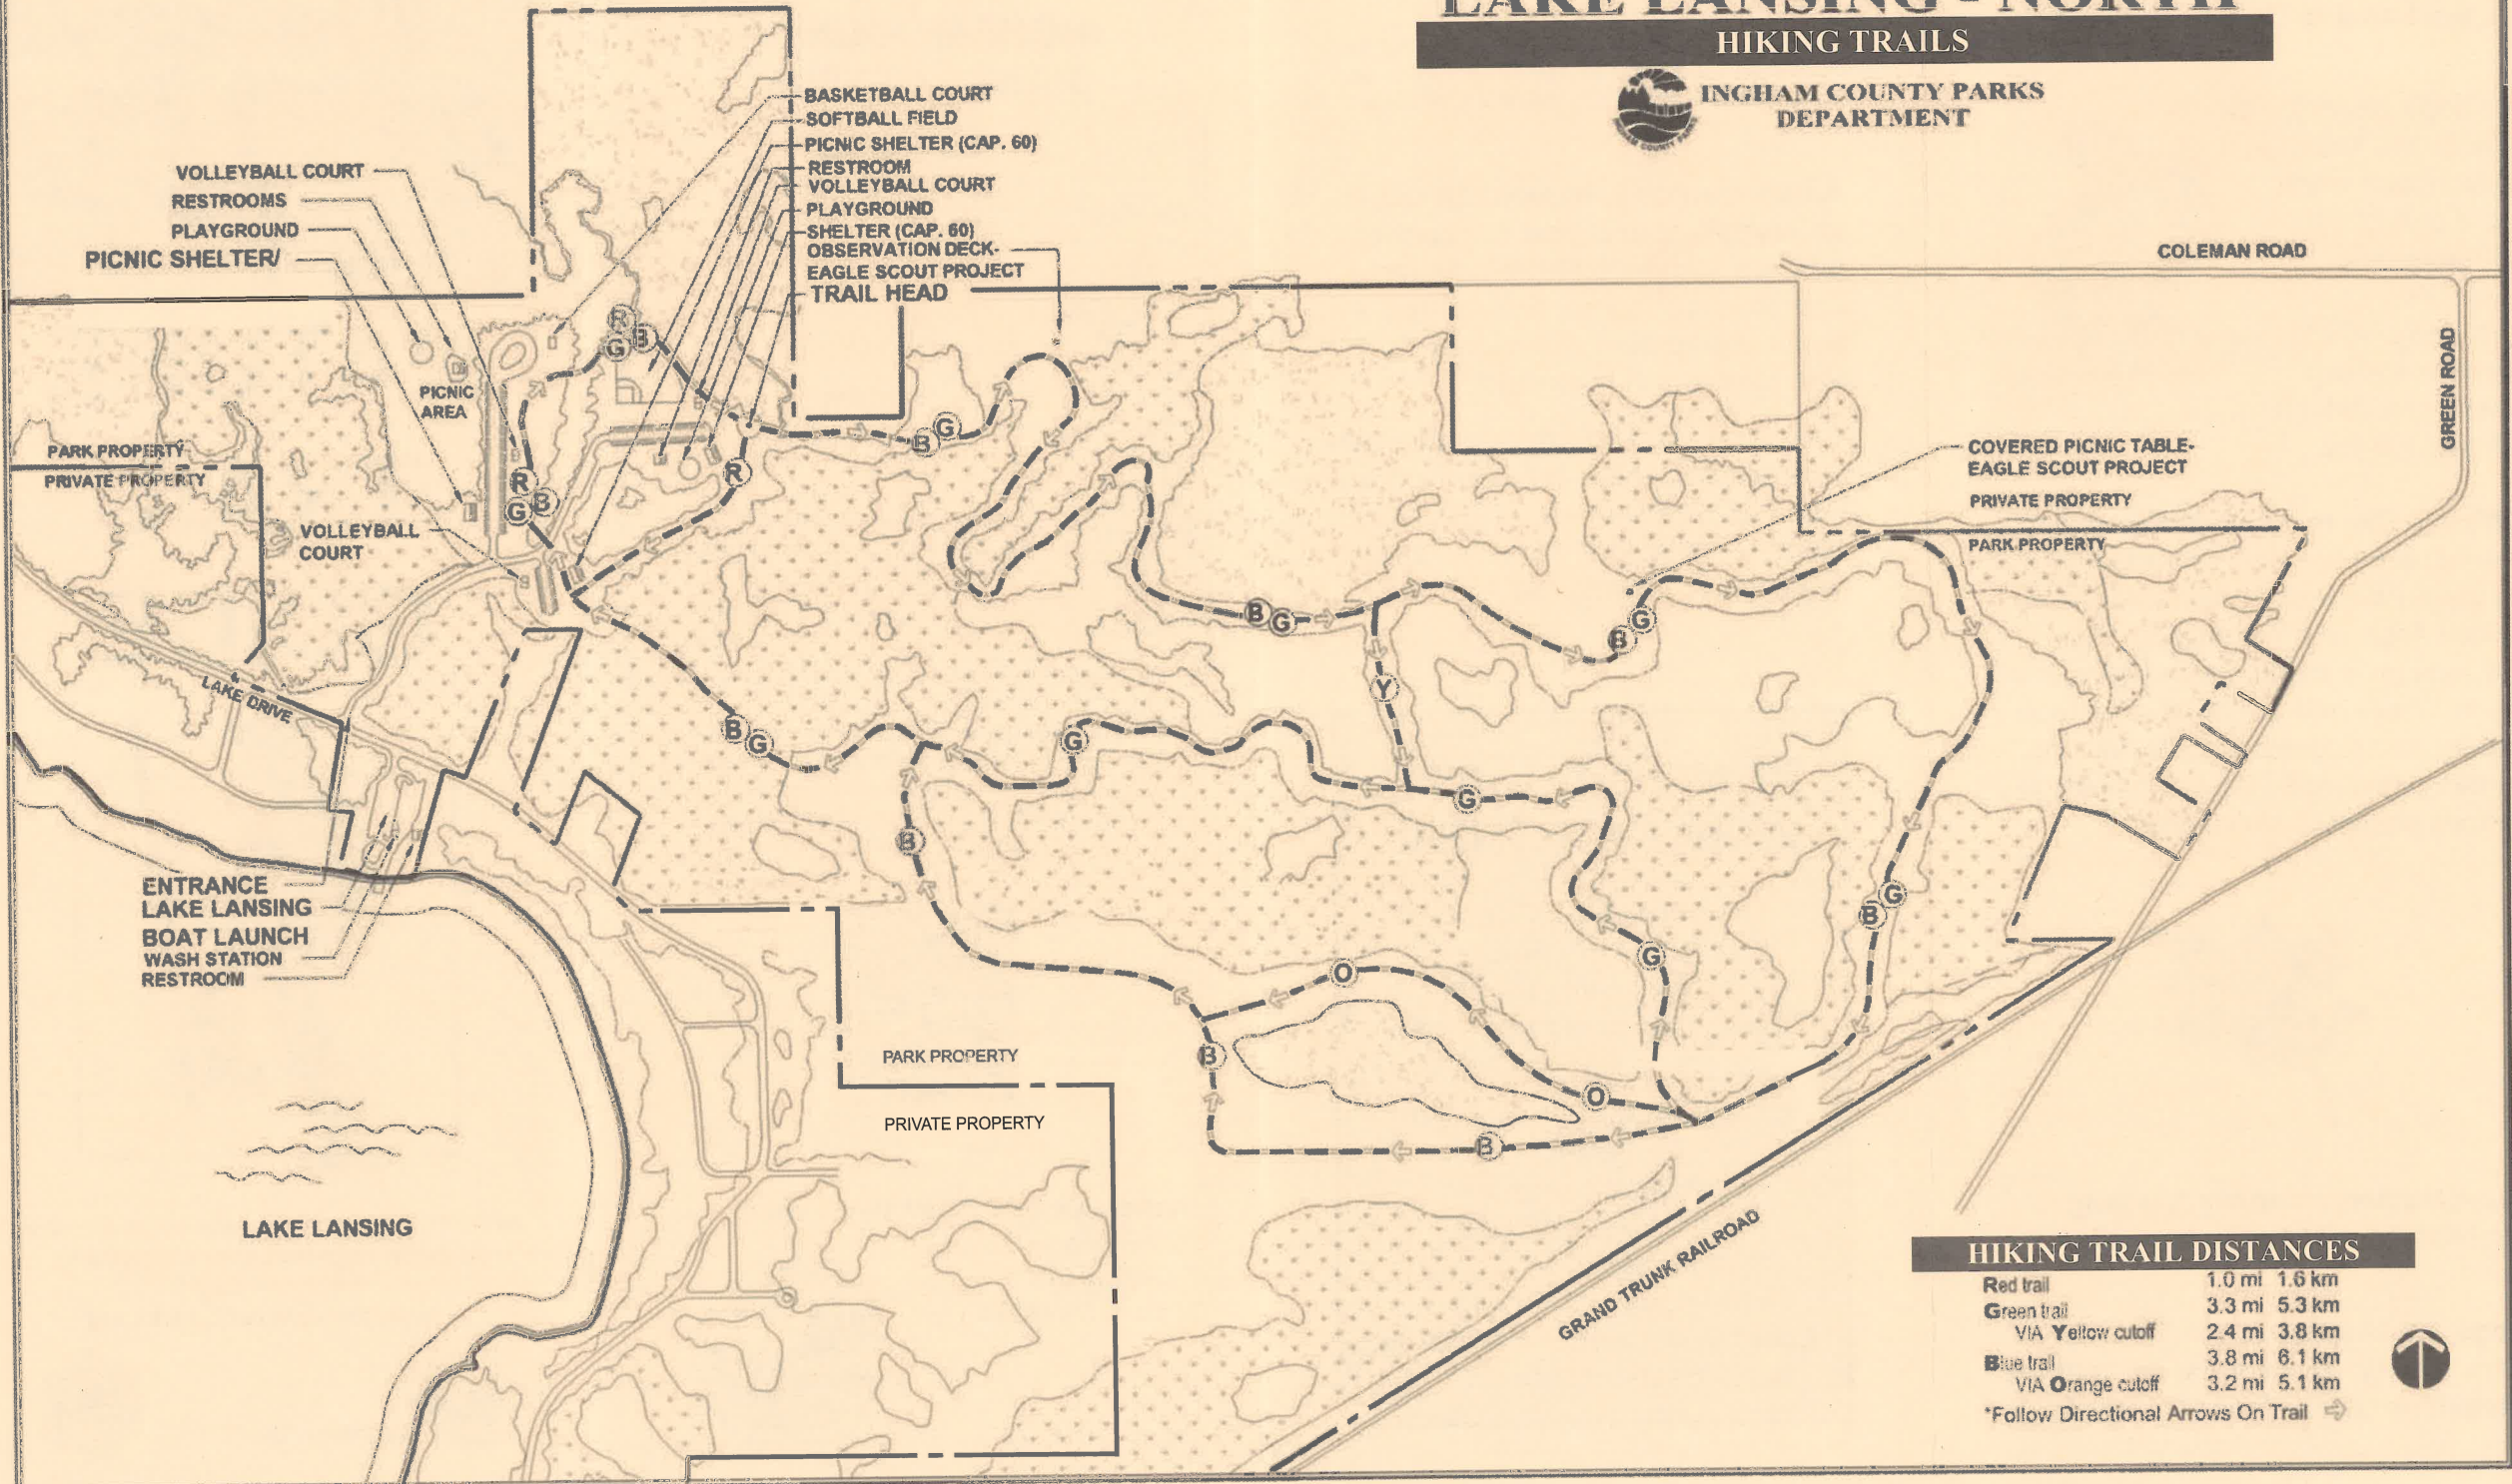 LAKE LANSING - NORTH
HIKING TRAILS
INGHAM COUNTY PARKS
DEPARTMENT
BASKETBALL COURT
SOFTBALL FIELD
PICNIC SHELTER (CAP. 60)
RESTROOM
VOLLEYBALL COURT
PLAYGROUND
SHELTER (CAP. 60)
OBSERVATION DECK-
EAGLE SCOUT PROJECT
TRAIL HEAD
VOLLEYBALL COURT
RESTROOMS
PLAYGROUND
PICNIC SHELTER/
COLEMAN ROAD
GREEN ROAD
PICNIC
AREA
R
B
G
B
G
R
R
B
G
PARK PROPERTY
PRIVATE PROPERTY
VOLLEYBALL
COURT
COVERED PICNIC TABLE-
EAGLE SCOUT PROJECT
PRIVATE PROPERTY
PARK PROPERTY
B
G
G
B
Y
LAKE DRIVE
B
G
G
G
B
G
B
G
O
B
O
B
ENTRANCE
LAKE LANSING
BOAT LAUNCH
WASH STATION
RESTROOM
PARK PROPERTY
PRIVATE PROPERTY
LAKE LANSING
GRAND TRUNK RAILROAD
HIKING TRAIL DISTANCES
Red trail 1.0 mi 1.6 km
Green trail 3.3 mi 5.3 km
VIA Yellow cutoff 2.4 mi 3.8 km
Blue trail 3.8 mi 6.1 km
VIA Orange cutoff 3.2 mi 5.1 km
*Follow Directional Arrows On Trail